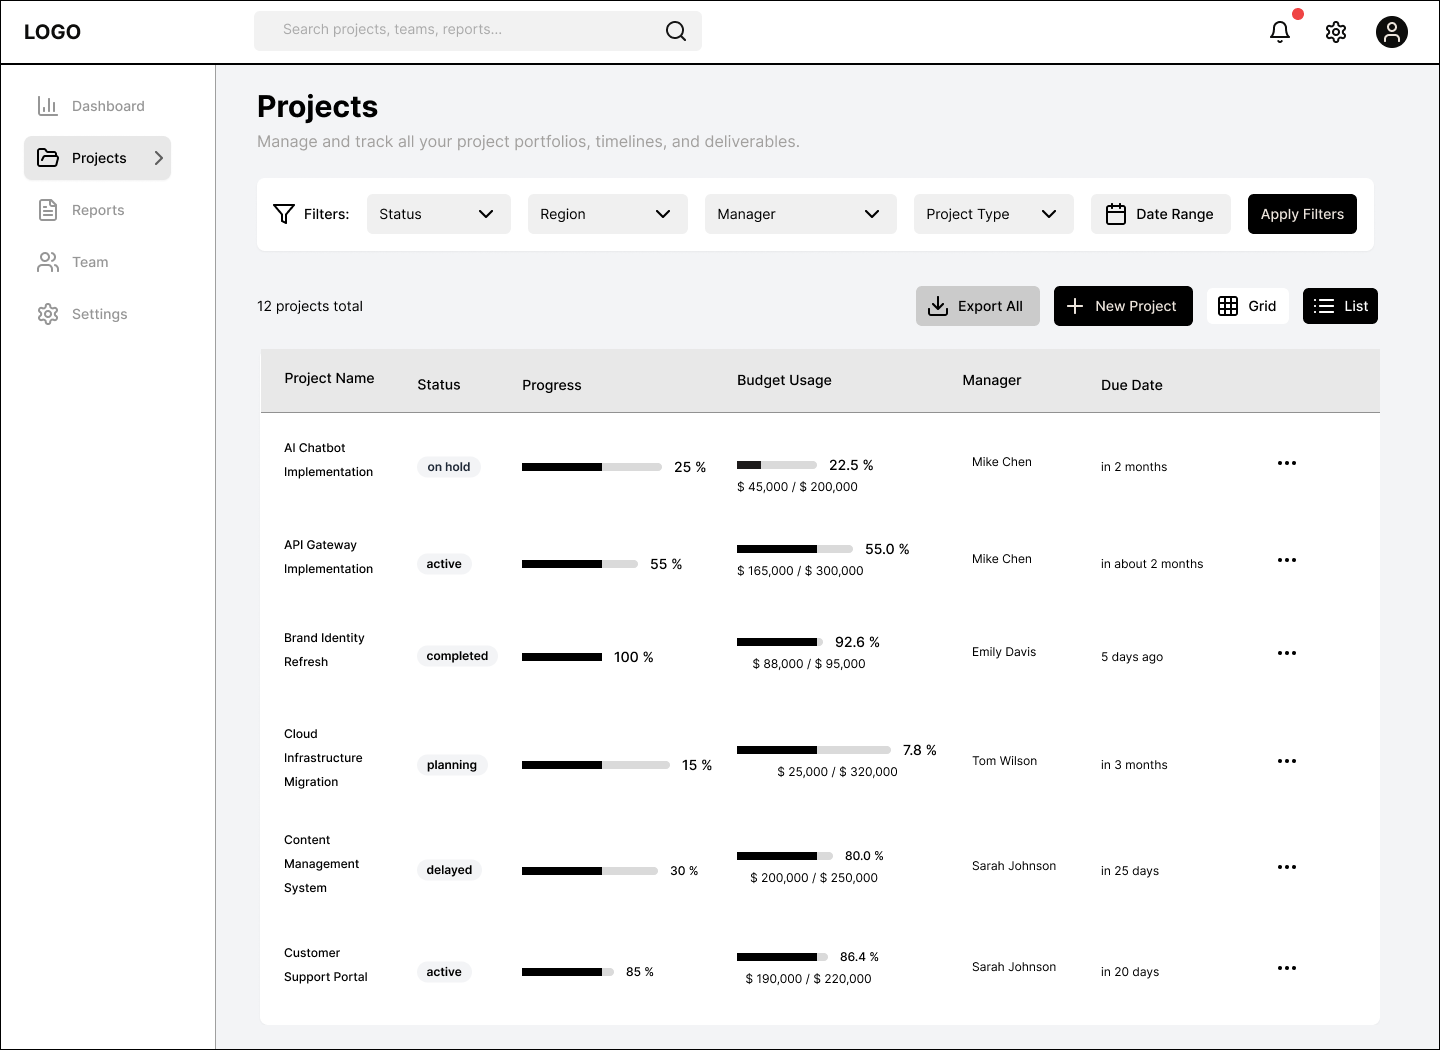 LOGO
Search projects, teams, reports...
Dashboard
Projects
Reports
Team
Settings
Projects
Manage and track all your project portfolios, timelines, and deliverables.
Filters:
Status
Region
Manager
Project Type
Date Range
Apply Filters
12 projects total
Export All
New Project
Grid
List
Project Name
Status
Progress
Budget Usage
Manager
Due Date
AI Chatbot
Implementation
on hold
25 %
22.5 %
$ 45,000 / $ 200,000
Mike Chen
in 2 months
API Gateway
Implementation
active
55 %
55.0 %
$ 165,000 / $ 300,000
Mike Chen
in about 2 months
Brand Identity
Refresh
completed
100 %
92.6 %
$ 88,000 / $ 95,000
Emily Davis
5 days ago
Cloud
Infrastructure
Migration
planning
15 %
7.8 %
$ 25,000 / $ 320,000
Tom Wilson
in 3 months
Content
Management
System
delayed
30 %
80.0 %
$ 200,000 / $ 250,000
Sarah Johnson
in 25 days
Customer
Support Portal
active
85 %
86.4 %
$ 190,000 / $ 220,000
Sarah Johnson
in 20 days